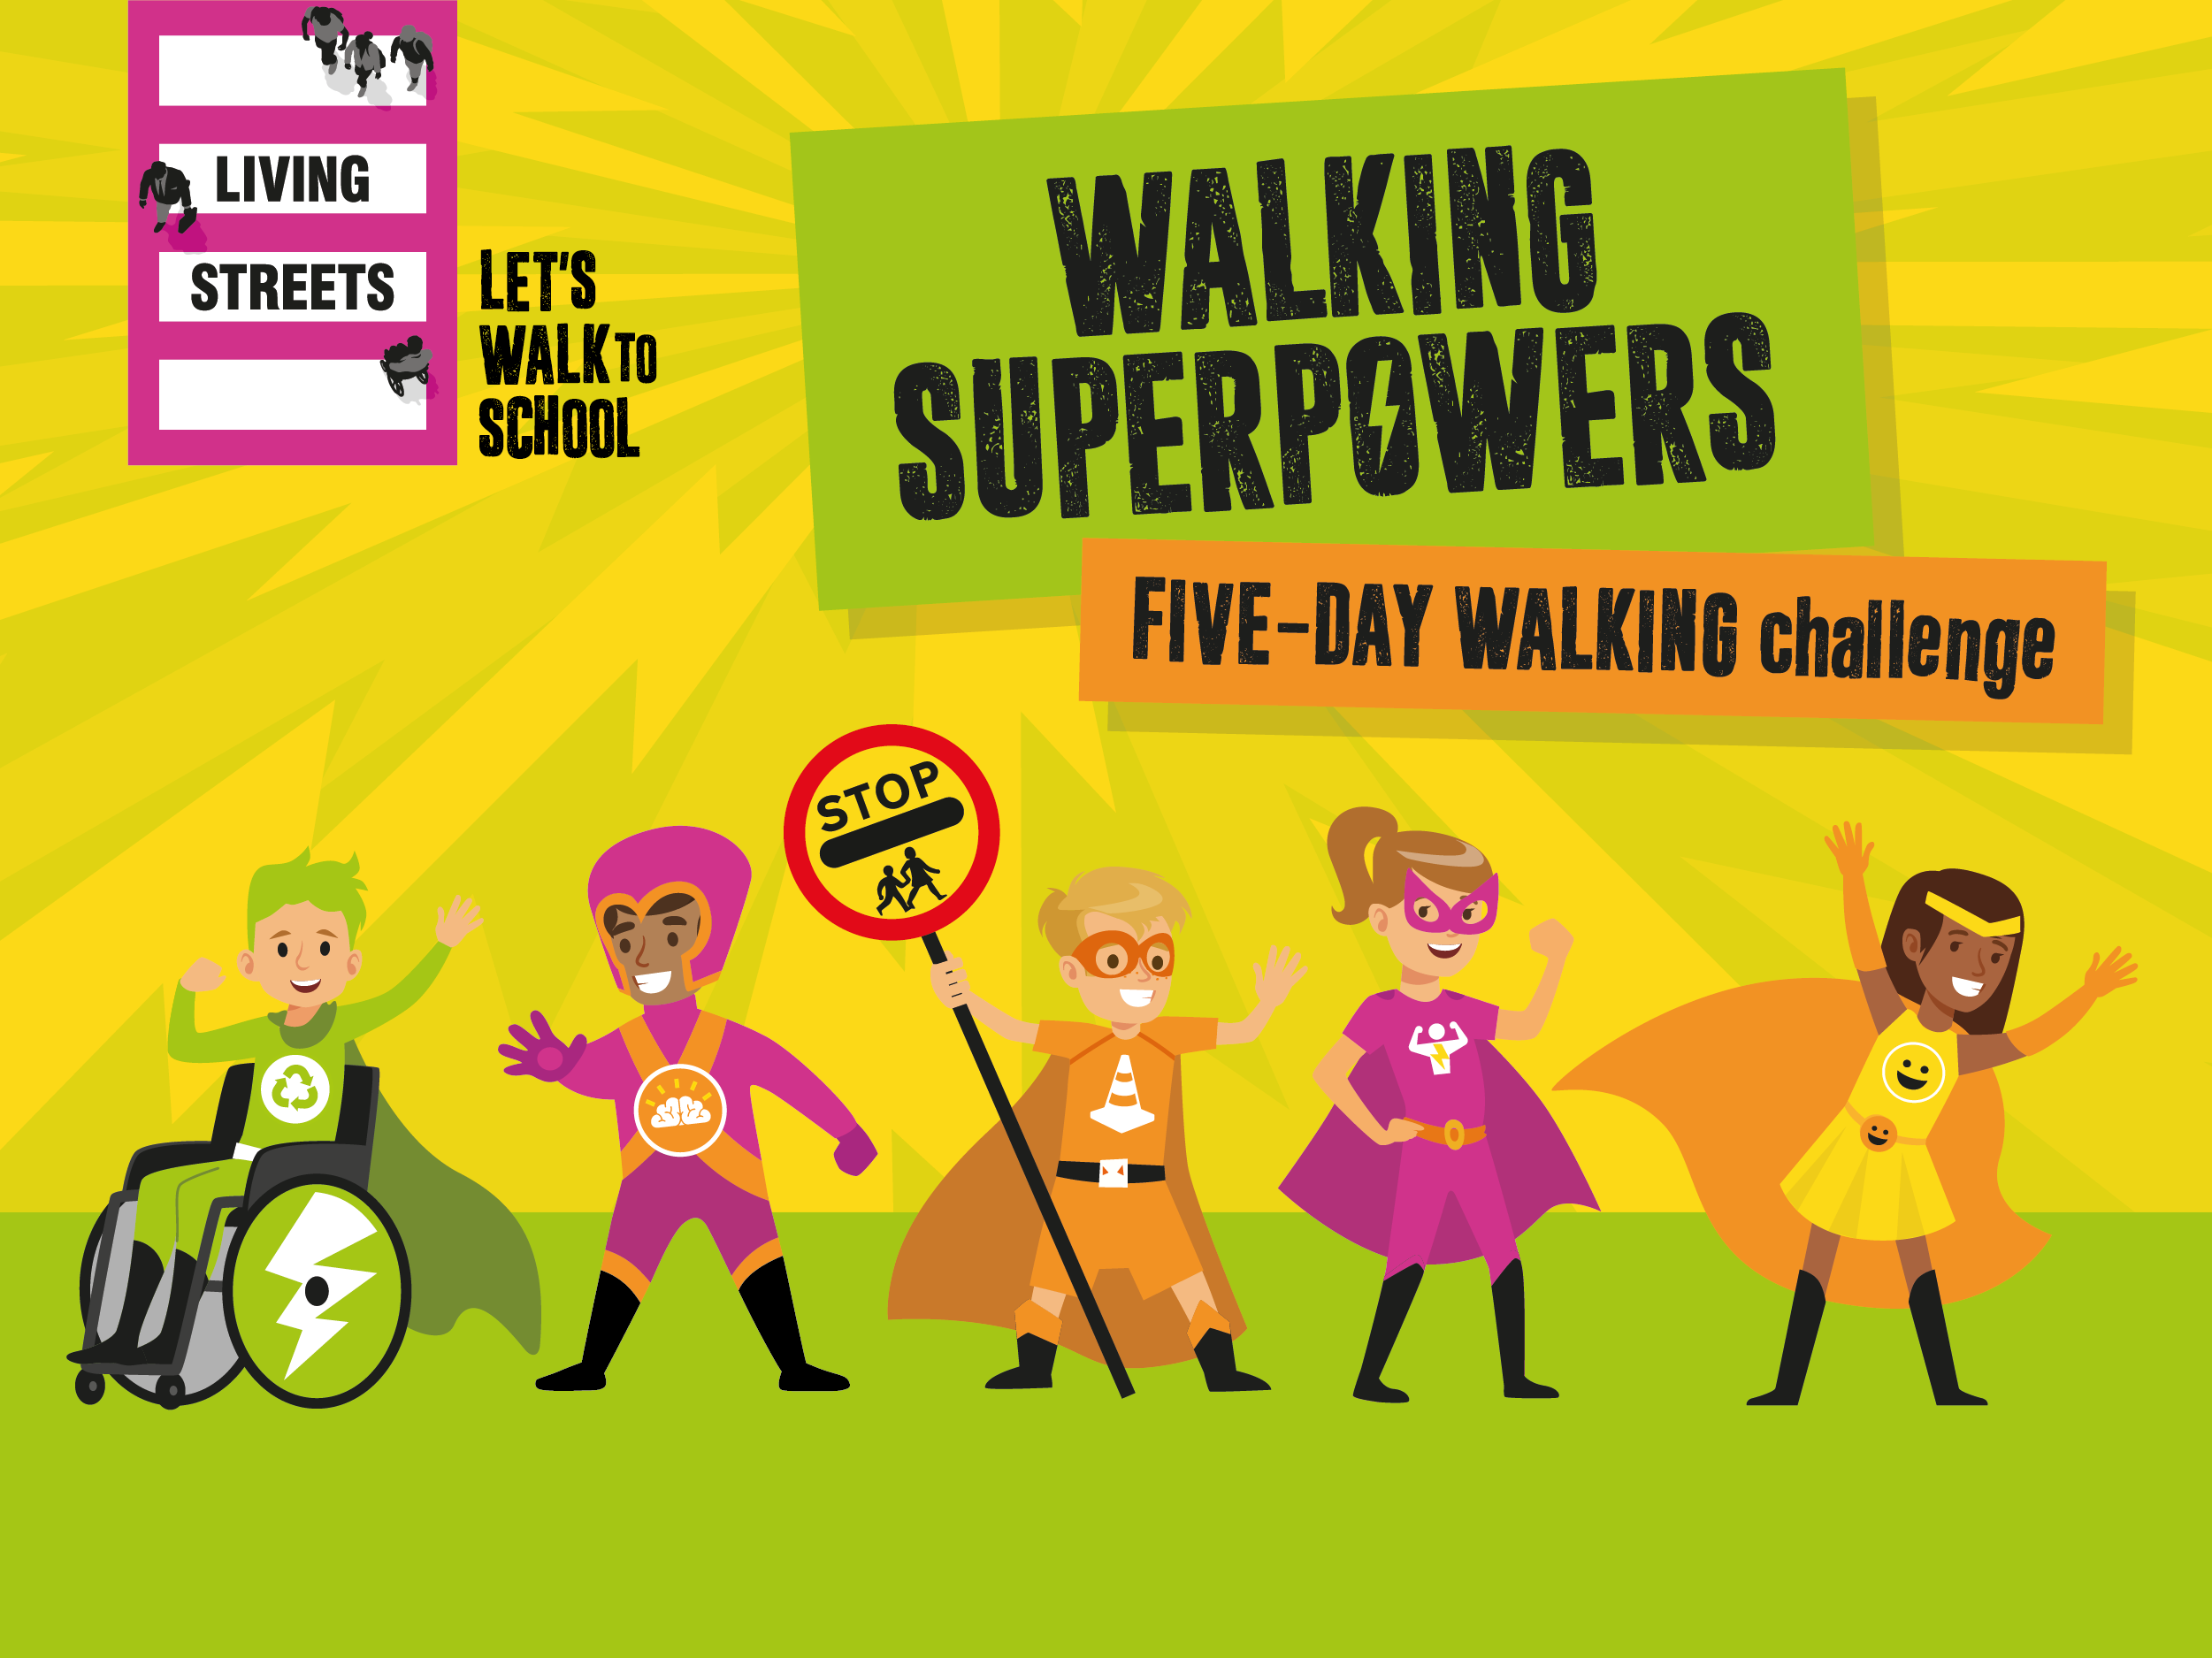 LIVING
STREETS
LET'S
WALK TO
SCHOOL
WALKING
SUPERPOWERS
FIVE-DAY WALKING challenge
STOP